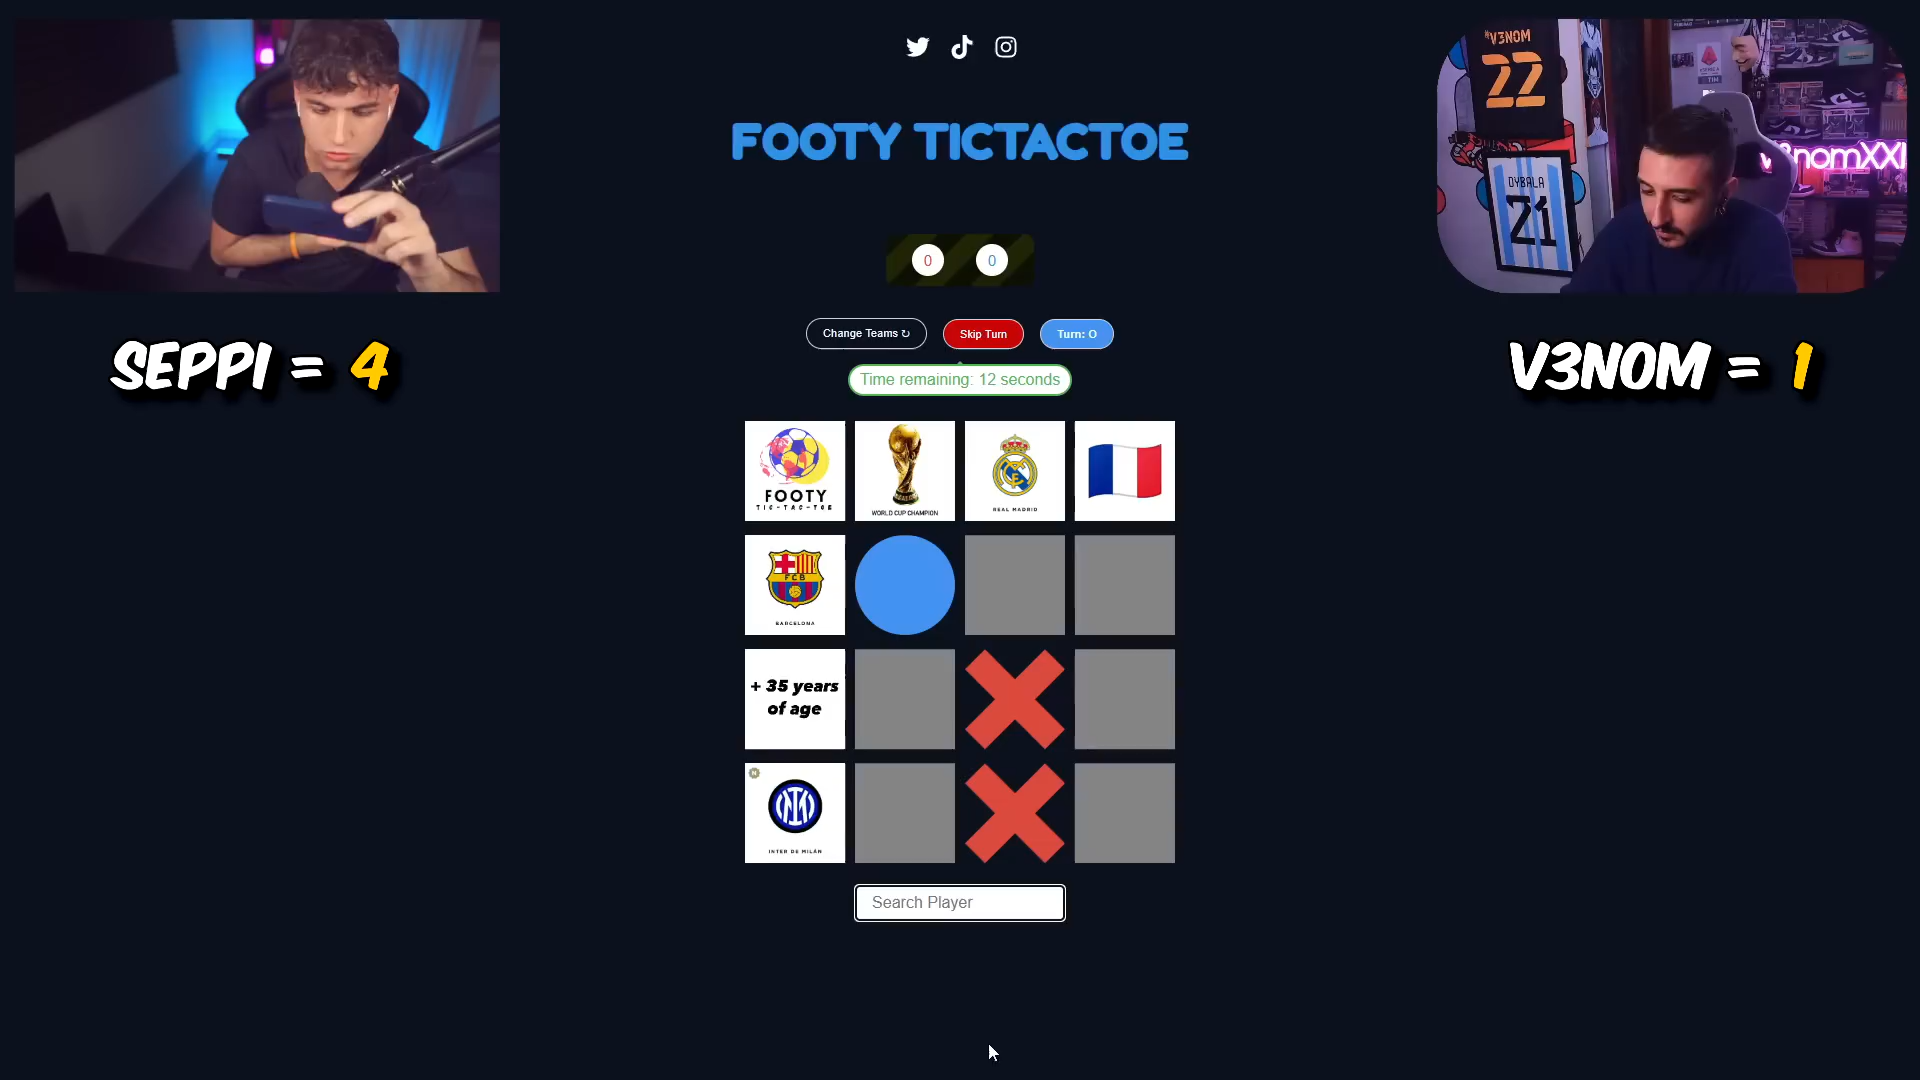 #V3NOM
22
DYBALA
21
v3nomXXI
FOOTY TICTACTOE
0 0
Change Teams ↻ Skip Turn Turn: O
Time remaining: 12 seconds
SEPPI = 4
V3NOM = 1
FOOTY
TIC-TAC-TOE
WORLD CUP CHAMPION
REAL MADRID
FCB
BARCELONA
+ 35 years
of age
INTER DE MILÁN
Search Player